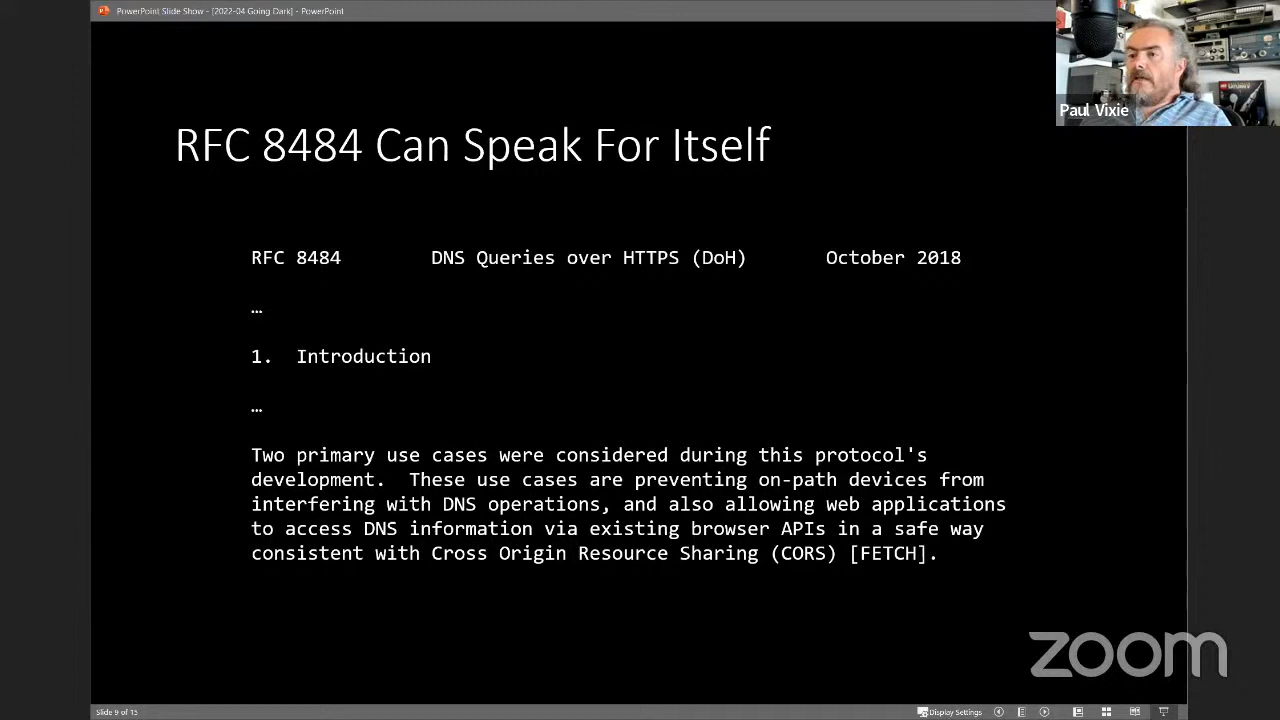 PowerPoint Slide Show - [2022-04 Going Dark] - PowerPoint
Paul Vixie
RFC 8484 Can Speak For Itself
RFC 8484 DNS Queries over HTTPS (DoH) October 2018
…
1. Introduction
…
Two primary use cases were considered during this protocol's
development. These use cases are preventing on-path devices from
interfering with DNS operations, and also allowing web applications
to access DNS information via existing browser APIs in a safe way
consistent with Cross Origin Resource Sharing (CORS) [FETCH].
zoom
Slide 9 of 15
Display Settings